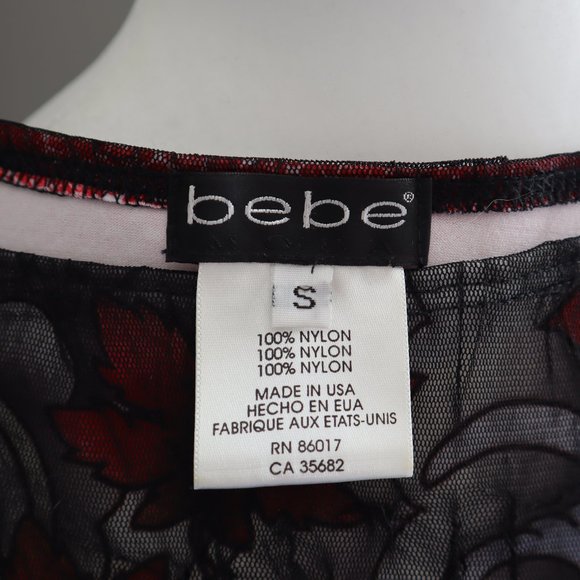 bebe®
S
100% NYLON
100% NYLON
100% NYLON
MADE IN USA
HECHO EN EUA
FABRIQUE AUX ETATS-UNIS
RN 86017
CA 35682